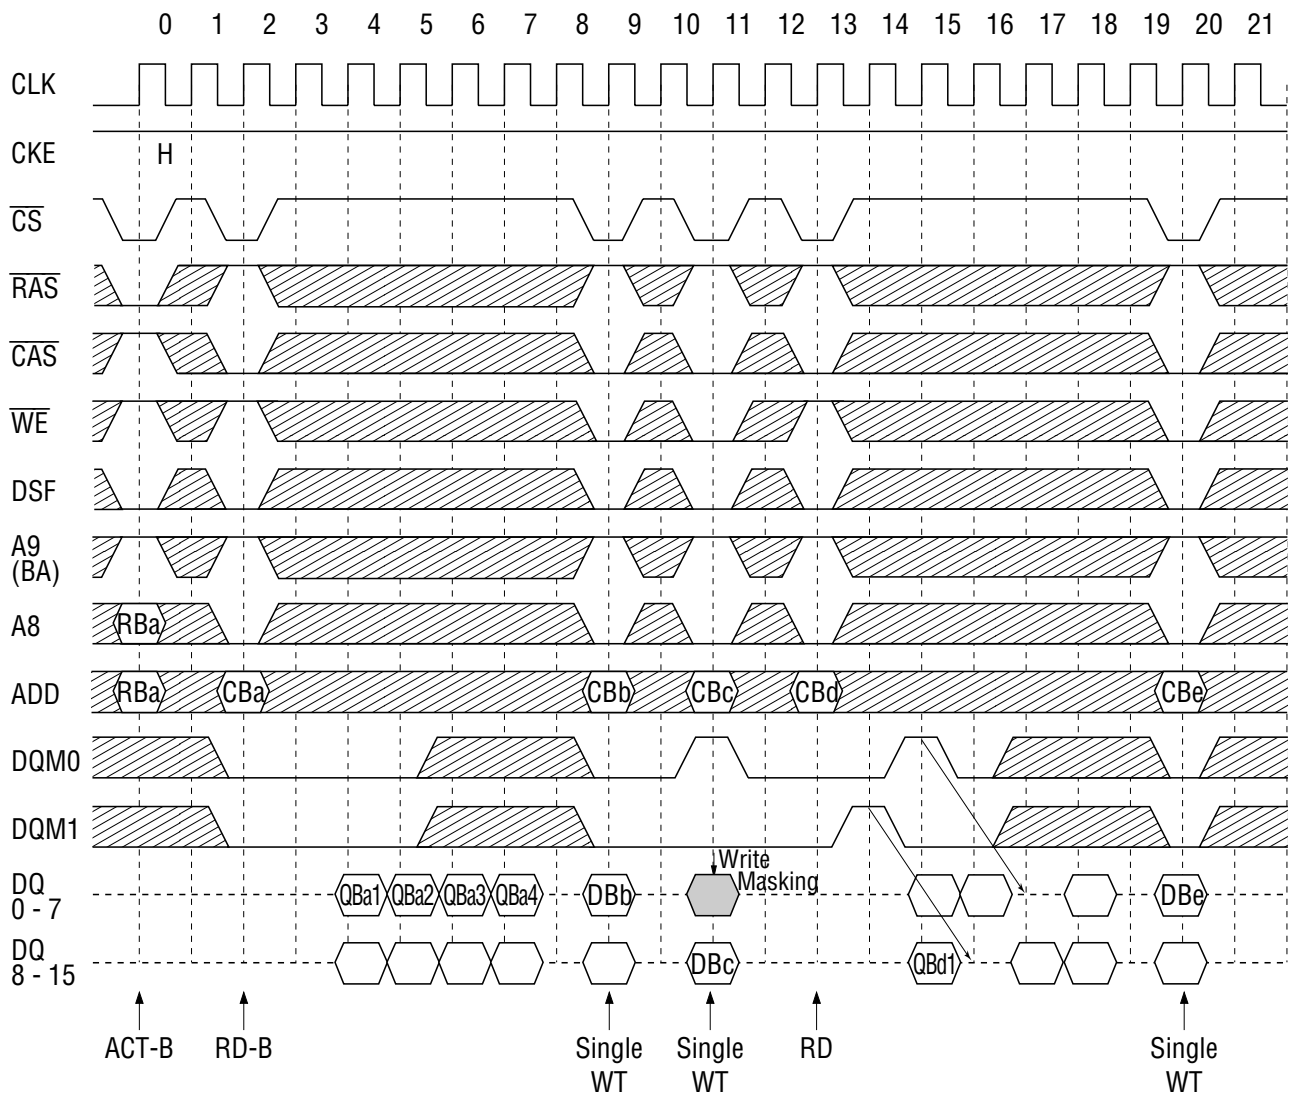 0 1 2 3 4 5 6 7 8 9 10 11 12 13 14 15 16 17 18 19 20 21
CLK
CKE H
CS
RAS
CAS
WE
DSF
A9
(BA)
A8 RBa
ADD RBa CBa CBb CBc CBd CBe
DQM0
DQM1
Write
Masking
DQ
0 - 7 QBa1 QBa2 QBa3 QBa4 DBb DBe
DQ
8 - 15 DBc QBd1
ACT-B RD-B Single Single RD Single
WT WT WT